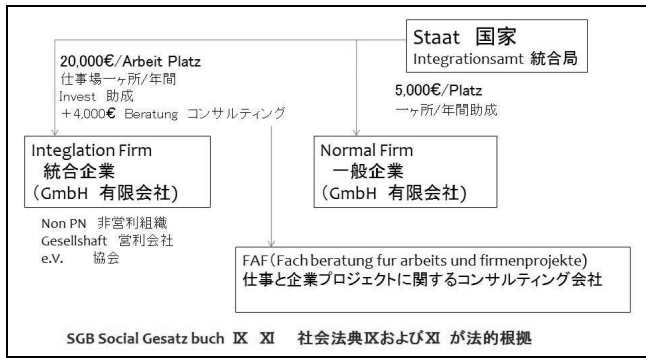 Staat 国家
Integrationsamt 統合局
20,000€/Arbeit Platz
仕事場一ヶ所/年間
Invest 助成
＋4,000€ Beratung コンサルティング
5,000€/Platz
一ヶ所/年間助成
Integlation Firm
統合企業
(GmbH 有限会社)
Normal Firm
一般企業
(GmbH 有限会社)
Non PN 非営利組織
Gesellshaft 営利会社
e.V. 協会
FAF(Fach beratung fur arbeits und firmenprojekte)
仕事と企業プロジェクトに関するコンサルティング会社
SGB Social Gesatz buch Ⅸ Ⅺ 社会法典Ⅸおよび Ⅺ が法的根拠